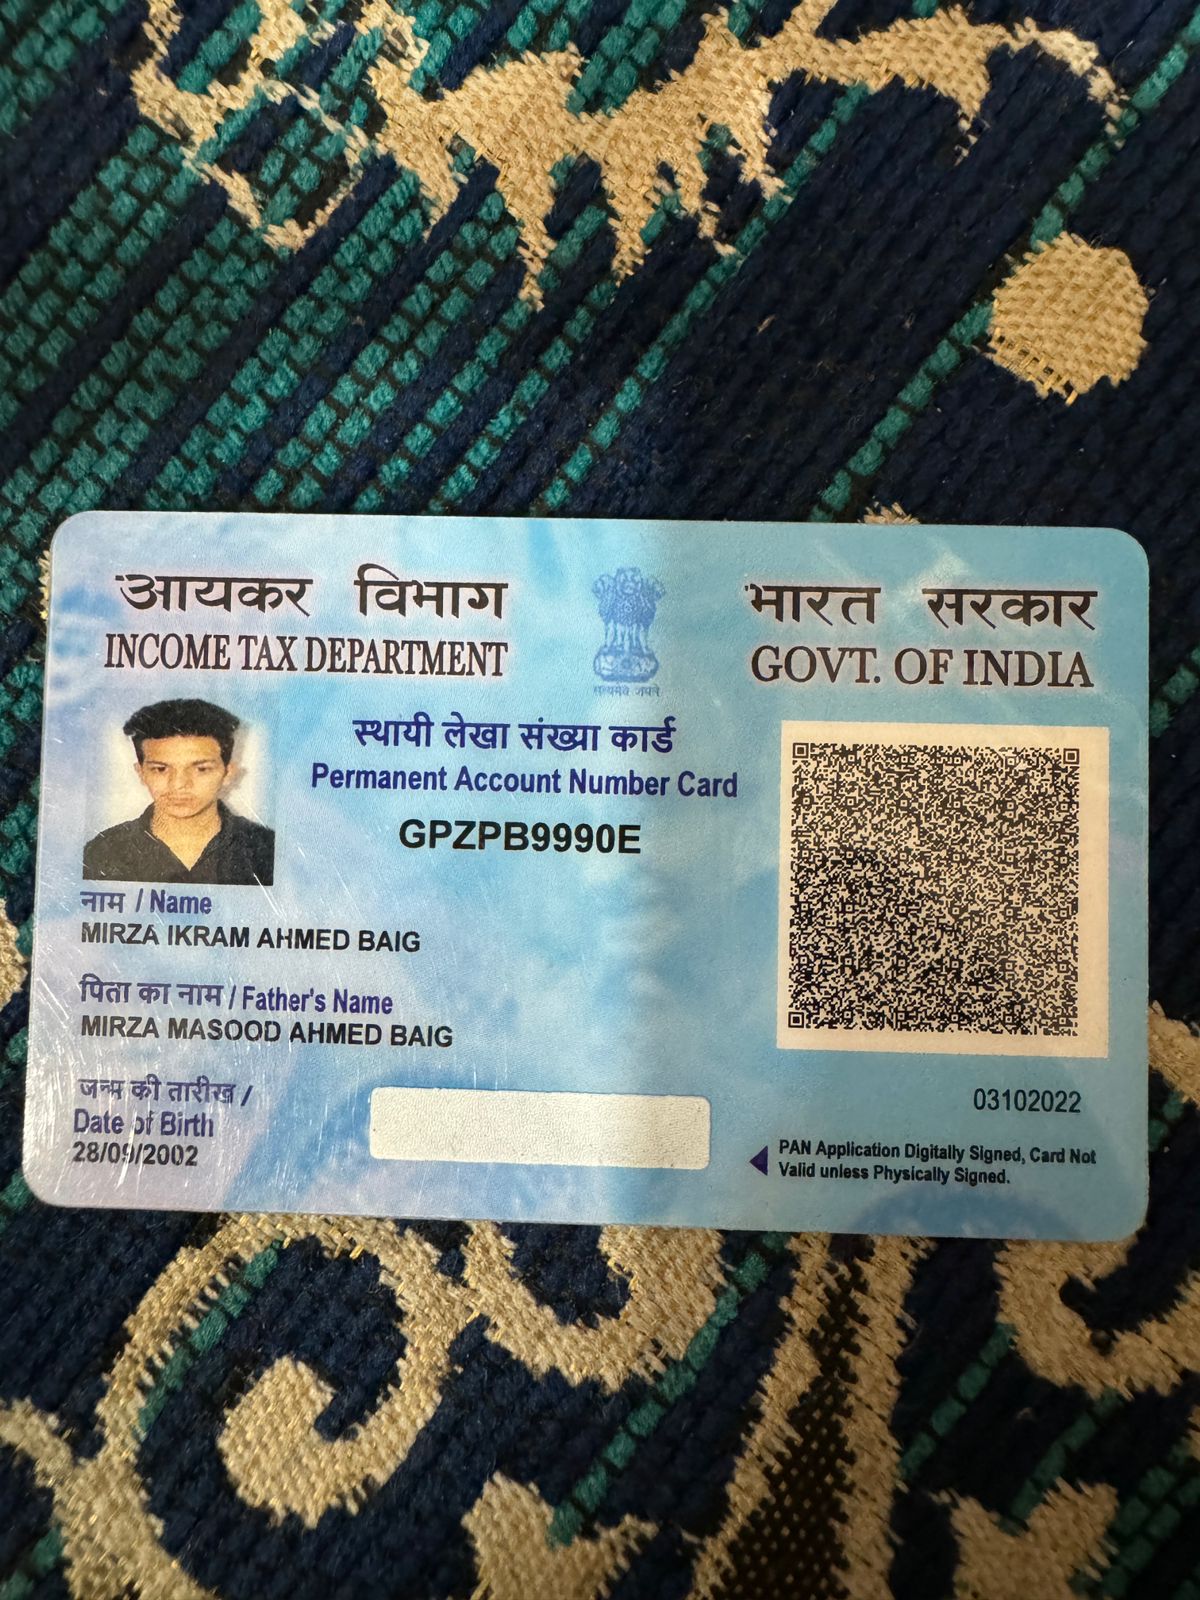 आयकर विभाग
INCOME TAX DEPARTMENT
सत्यमेव जयते
भारत सरकार
GOVT. OF INDIA
स्थायी लेखा संख्या कार्ड
Permanent Account Number Card
GPZPB9990E
नाम / Name
MIRZA IKRAM AHMED BAIG
पिता का नाम / Father's Name
MIRZA MASOOD AHMED BAIG
जन्म की तारीख /
Date of Birth
28/09/2002
03102022
PAN Application Digitally Signed, Card Not
Valid unless Physically Signed.